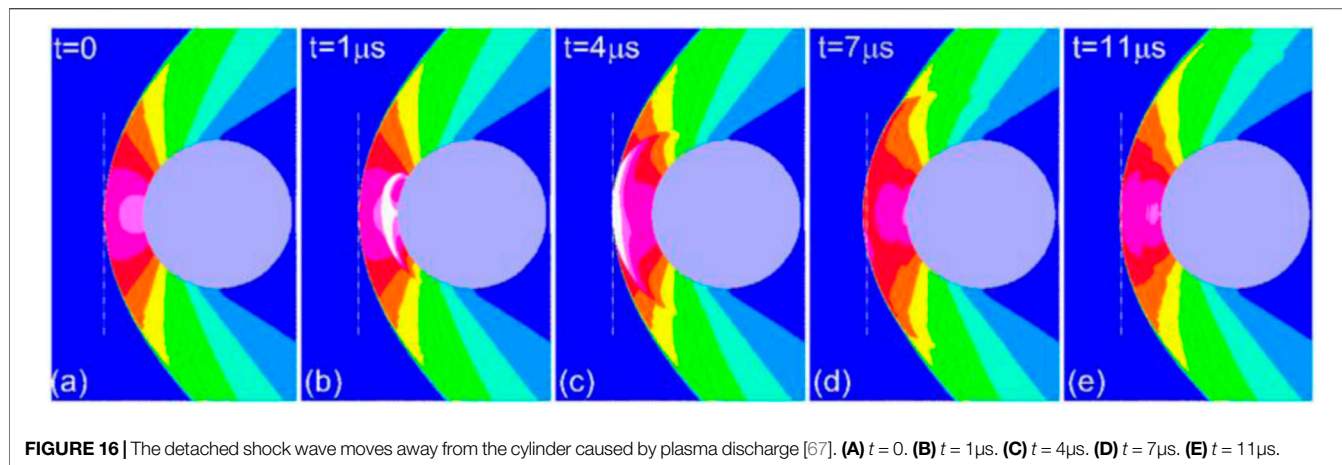 t=0 t=1μs t=4μs t=7μs t=11μs
(a) (b) (c) (d) (e)
FIGURE 16 | The detached shock wave moves away from the cylinder caused by plasma discharge [67]. (A) t = 0. (B) t = 1μs. (C) t = 4μs. (D) t = 7μs. (E) t = 11μs.